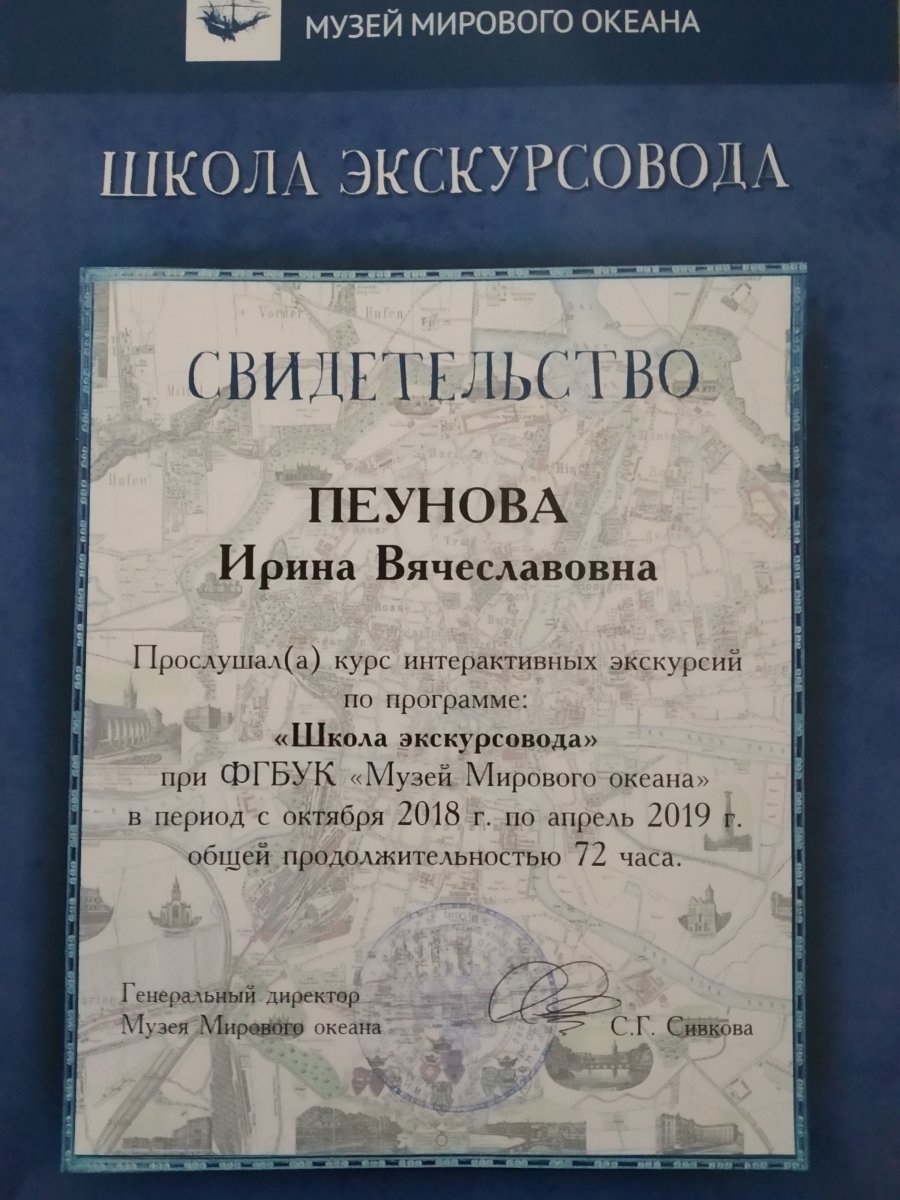 МУЗЕЙ МИРОВОГО ОКЕАНА
ШКОЛА ЭКСКУРСОВОДА
СВИДЕТЕЛЬСТВО
ПЕУНОВА
Ирина Вячеславовна
Прослушал(а) курс интерактивных экскурсий
по программе:
«Школа экскурсовода»
при ФГБУК «Музей Мирового океана»
в период с октября 2018 г. по апрель 2019 г.
общей продолжительностью 72 часа.
Генеральный директор
Музея Мирового океана
С.Г. Сивкова